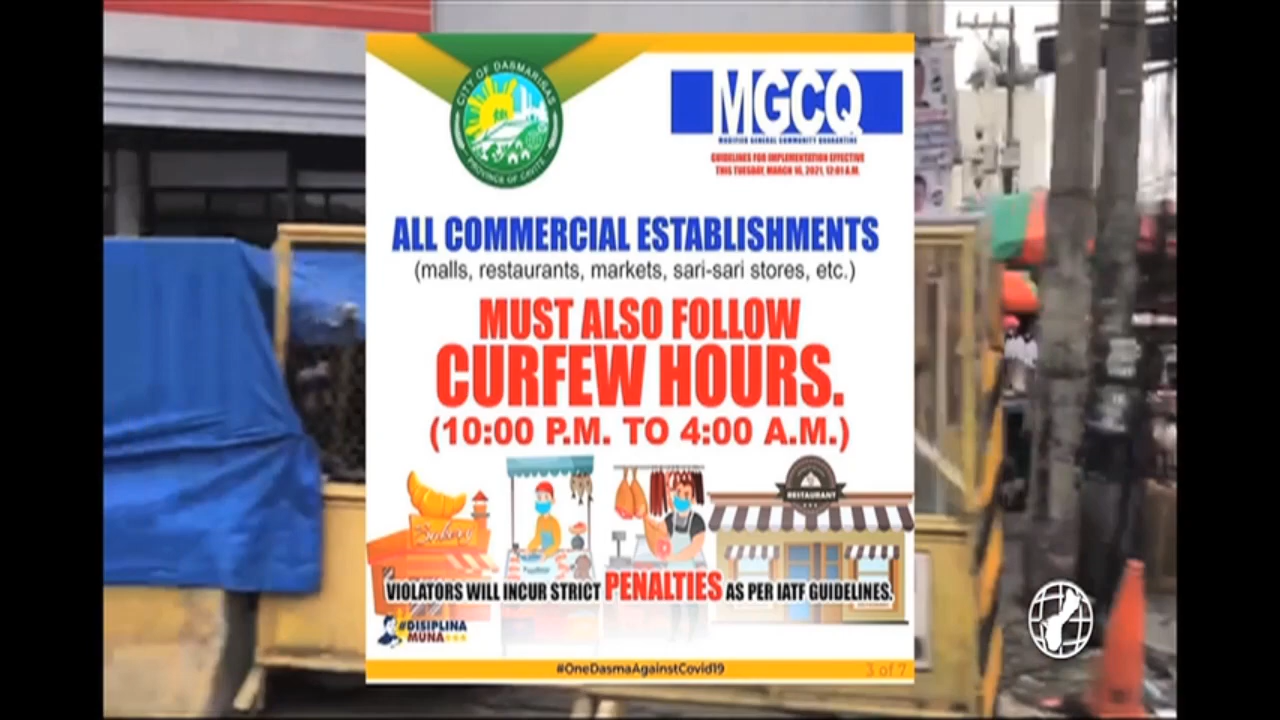 CITY OF DASMARIÑAS
PROVINCE OF CAVITE
MGCQ
MODIFIED GENERAL COMMUNITY QUARANTINE
GUIDELINES FOR IMPLEMENTATION EFFECTIVE
THIS TUESDAY, MARCH 16, 2021, 12:01 A.M.
ALL COMMERCIAL ESTABLISHMENTS
(malls, restaurants, markets, sari-sari stores, etc.)
MUST ALSO FOLLOW
CURFEW HOURS.
(10:00 P.M. TO 4:00 A.M.)
Bakery
RESTAURANT
VIOLATORS WILL INCUR STRICT PENALTIES AS PER IATF GUIDELINES.
#DISIPLINA
MUNA
#OneDasmaAgainstCovid19
3 of 7